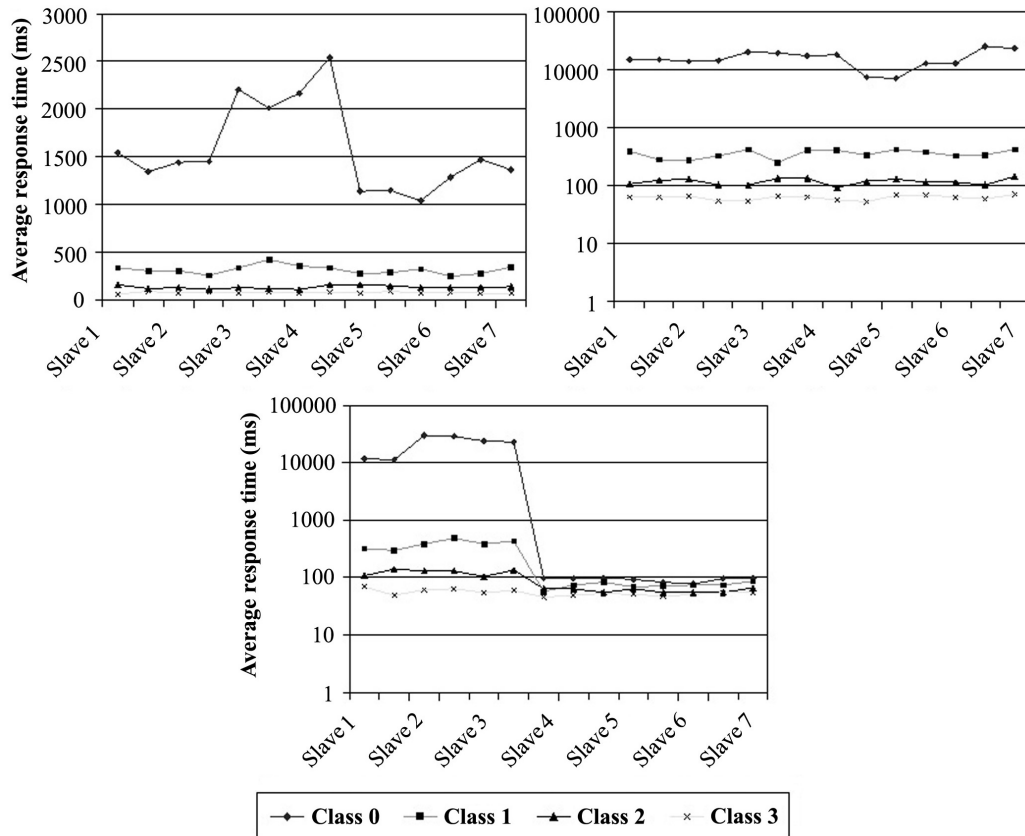 Average response time (ms)
3000
2500
2000
1500
1000
500
0
Slave 1
Slave 2
Slave 3
Slave 4
Slave 5
Slave 6
Slave 7
100000
10000
1000
100
10
1
Slave 1
Slave 2
Slave 3
Slave 4
Slave 5
Slave 6
Slave 7
Average response time (ms)
100000
10000
1000
100
10
1
Slave 1
Slave 2
Slave 3
Slave 4
Slave 5
Slave 6
Slave 7
Class 0 Class 1 Class 2 Class 3